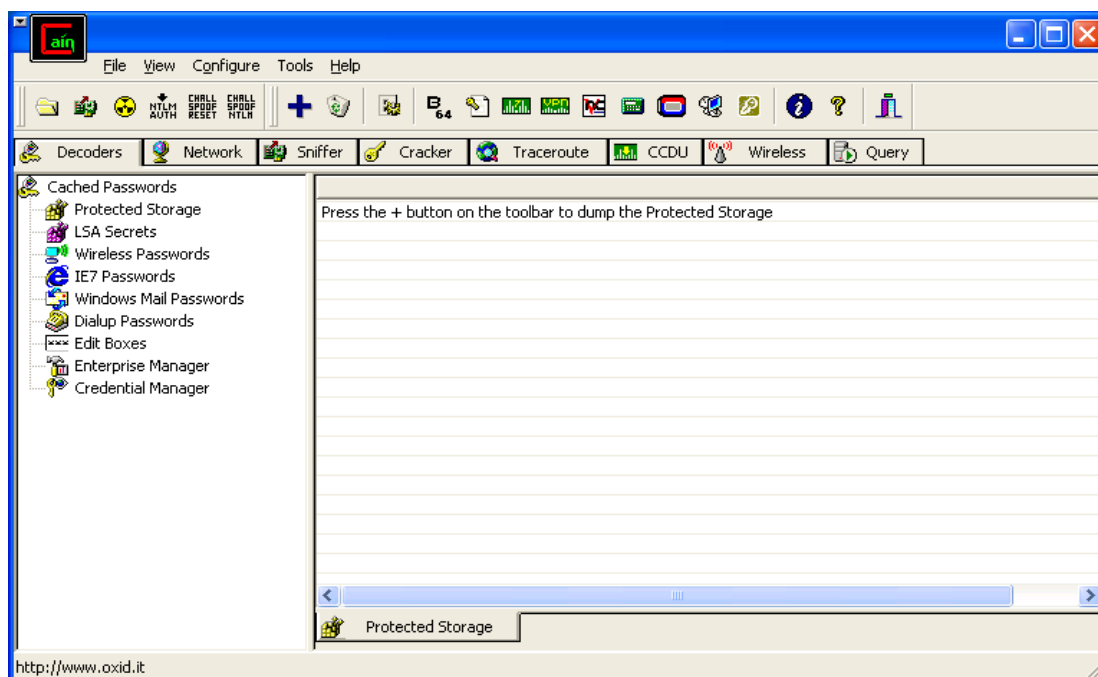 Cain
File View Configure Tools Help
NTLM AUTH CHALL SPOOF RESET CHALL SPOOF NTLM B64 VPN
Decoders Network Sniffer Cracker Traceroute CCDU Wireless Query
Cached Passwords
Protected Storage
LSA Secrets
Wireless Passwords
IE7 Passwords
Windows Mail Passwords
Dialup Passwords
Edit Boxes
Enterprise Manager
Credential Manager
Press the + button on the toolbar to dump the Protected Storage
Protected Storage
http://www.oxid.it